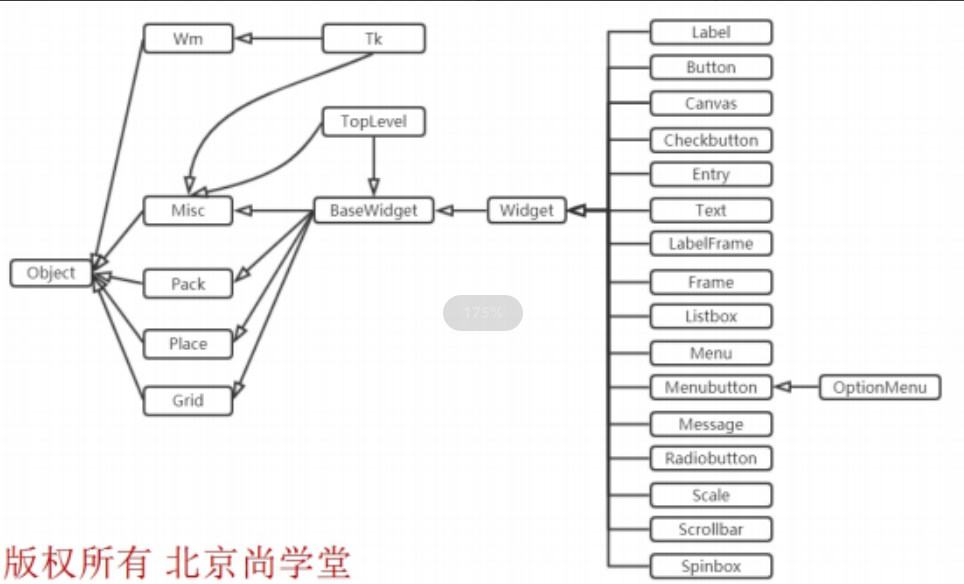 Wm
Tk
TopLevel
Misc
BaseWidget
Widget
Object
Pack
Place
Grid
175%
Label
Button
Canvas
Checkbutton
Entry
Text
LabelFrame
Frame
Listbox
Menu
Menubutton
OptionMenu
Message
Radiobutton
Scale
Scrollbar
Spinbox
版权所有 北京尚学堂